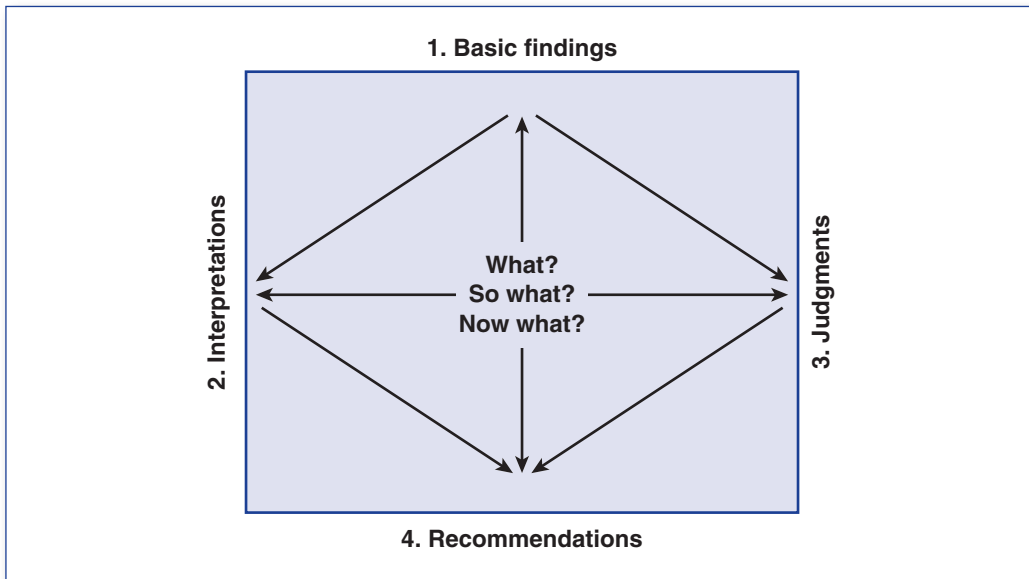 1. Basic findings
2. Interpretations
What?
So what?
Now what?
3. Judgments
4. Recommendations